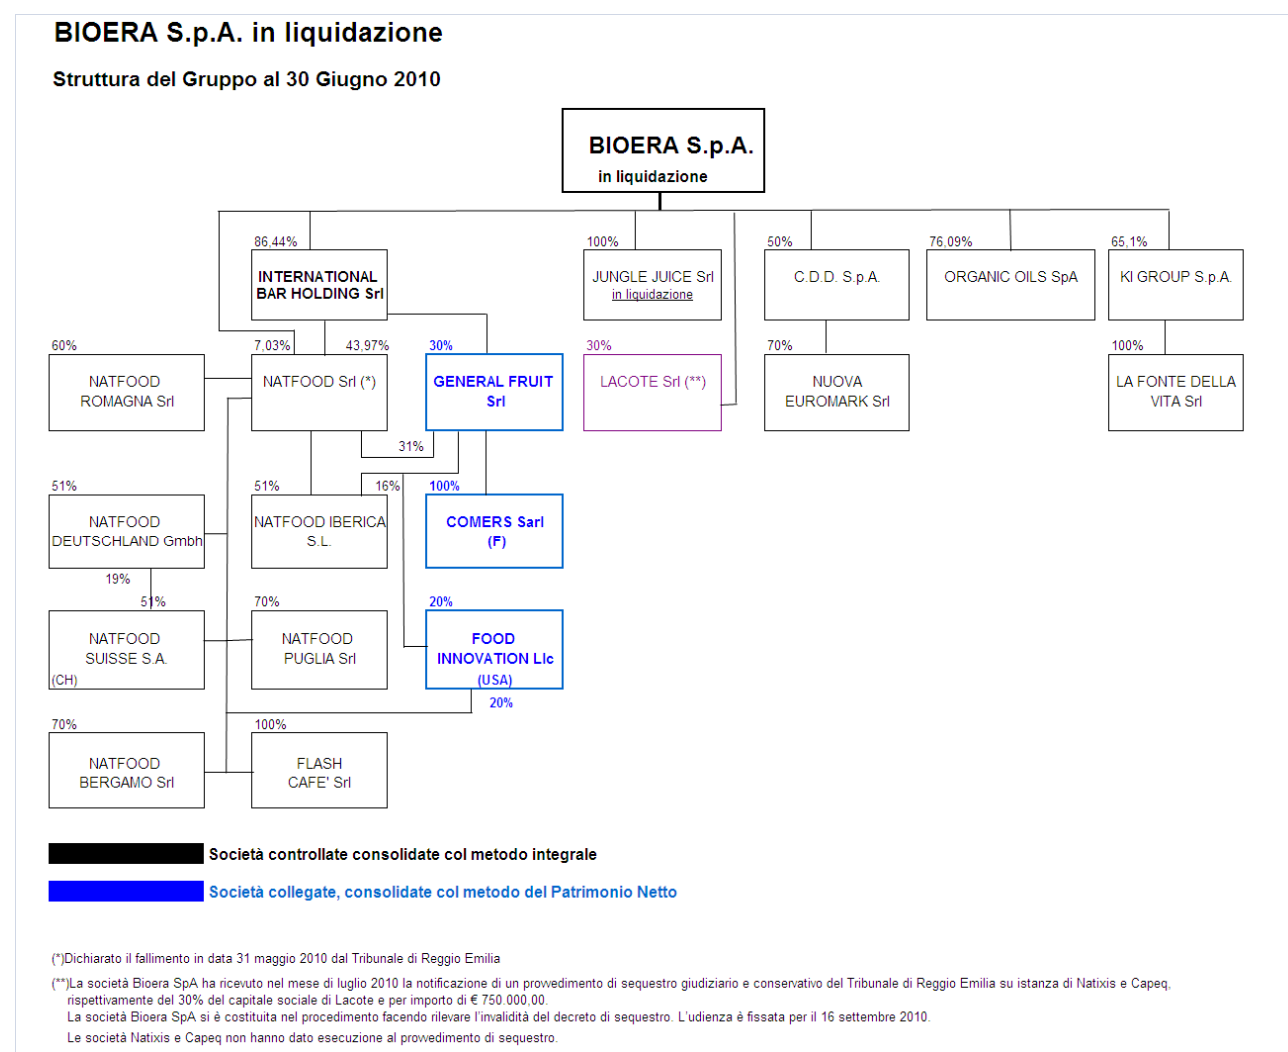 BIOERA S.p.A. in liquidazione
Struttura del Gruppo al 30 Giugno 2010
BIOERA S.p.A.
in liquidazione
86,44%
100%
50%
76,09%
65,1%
INTERNATIONAL
BAR HOLDING Srl
JUNGLE JUICE Srl
in liquidazione
C.D.D. S.p.A.
ORGANIC OILS SpA
KI GROUP S.p.A.
60%
7,03%
43,97%
30%
30%
70%
100%
NATFOOD
ROMAGNA Srl
NATFOOD Srl (*)
GENERAL FRUIT
Srl
LACOTE Srl (**)
NUOVA
EUROMARK Srl
LA FONTE DELLA
VITA Srl
31%
51%
51%
16%
100%
NATFOOD
DEUTSCHLAND Gmbh
NATFOOD IBERICA
S.L.
COMERS Sarl
(F)
19%
51%
70%
20%
NATFOOD
SUISSE S.A.
(CH)
NATFOOD
PUGLIA Srl
FOOD
INNOVATION Llc
(USA)
20%
70%
100%
NATFOOD
BERGAMO Srl
FLASH
CAFE' Srl
Società controllate consolidate col metodo integrale
Società collegate, consolidate col metodo del Patrimonio Netto
(*)Dichiarato il fallimento in data 31 maggio 2010 dal Tribunale di Reggio Emilia
(**)La società Bioera SpA ha ricevuto nel mese di luglio 2010 la notificazione di un provvedimento di sequestro giudiziario e conservativo del Tribunale di Reggio Emilia su istanza di Natixis e Capeq,
rispettivamente del 30% del capitale sociale di Lacote e per importo di € 750.000,00.
La società Bioera SpA si è costituita nel procedimento facendo rilevare l'invalidità del decreto di sequestro. L'udienza è fissata per il 16 settembre 2010.
Le società Natixis e Capeq non hanno dato esecuzione al provvedimento di sequestro.